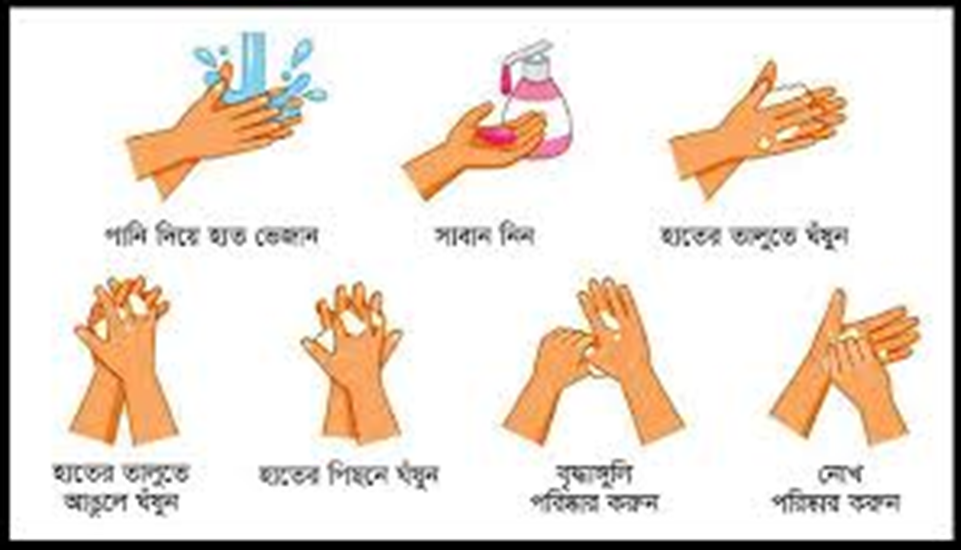 পানি দিয়ে হাত ভেজান
সাবান নিন
হাতের তালুতে ঘঁষুন
হাতের তালুতে
আঙুলে ঘঁষুন
হাতের পিছনে ঘঁষুন
বৃদ্ধাঙ্গুলি
পরিষ্কার করুন
নোখ
পরিষ্কার করুন